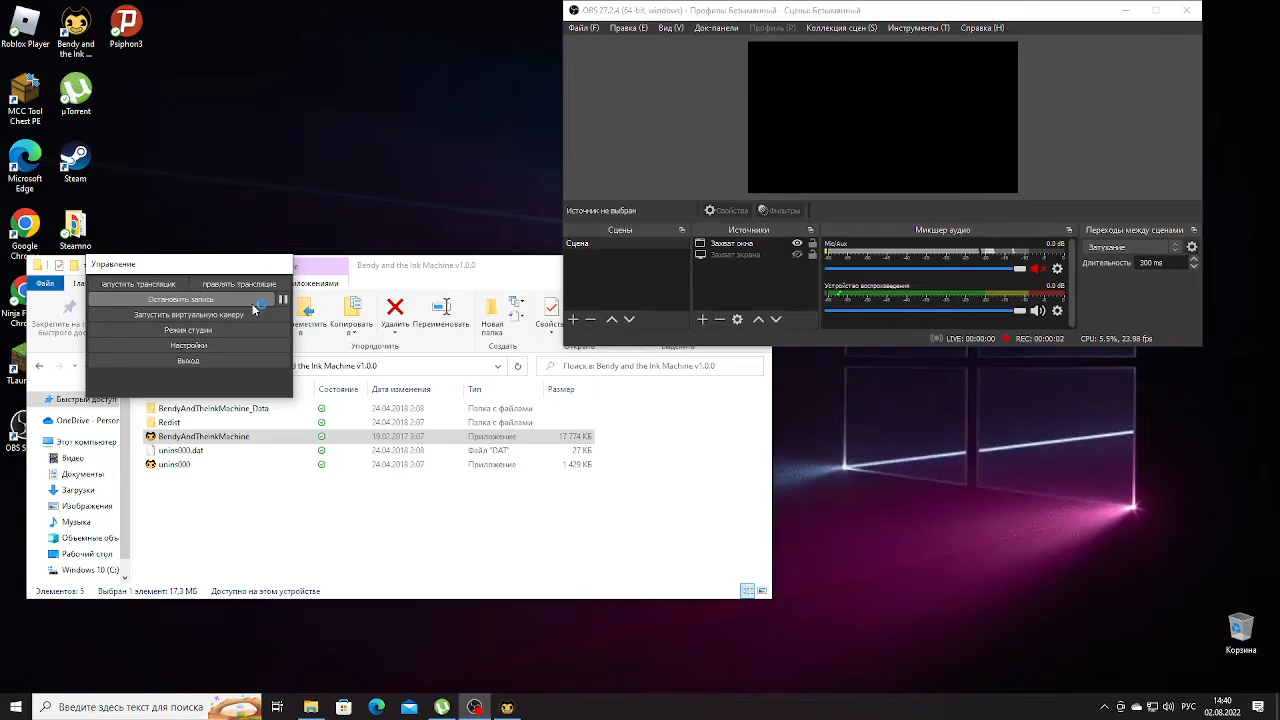 Roblox Player
Bendy and the Ink ...
Psiphon3
MCC Tool Chest PE
µTorrent
Microsoft Edge
Steam
Google
Steamno
OBS 27.2.4 (64-bit, windows) - Профиль: Безымянный - Сцены: Безымянный
Файл (F)
Правка (E)
Вид (V)
Док-панели
Профиль (P)
Коллекция сцен (S)
Инструменты (T)
Справка (H)
Источник не выбран
Свойства
Фильтры
Сцены
Источники
Микшер аудио
Переходы между сценами
Сцена
Захват окна
Захват экрана
Mic/Aux
0.0 dB
Устройство воспроизведения
0.0 dB
Затухание
Длительность
300 ms
LIVE: 00:00:00
REC: 00:00:02
CPU: 5.5%, 23.98 fps
Управление
Запустить трансляцию
правлять трансляцие
Остановить запись
Запустить виртуальную камеру
Режим студии
Настройки
Выход
Bendy and the Ink Machine v1.0.0
Файл
Гла
риложениями
Закрепить на
Копировать
Удалить
Переименовать
Новая папка
Упорядочить
the Ink Machine v1.0.0
Поиск в: Bendy and the Ink Machine v1.0.0
Состояние
Дата изменения
Тип
Размер
Быстрый доступ
OneDrive - Person
Этот компьютер
Видео
Документы
Загрузки
Изображения
Музыка
Объемные объ
Рабочий стол
Windows 10 (C:)
BendyAndTheInkMachine_Data
24.04.2018 2:08
Папка с файлами
Redist
24.04.2018 2:07
Папка с файлами
BendyAndTheInkMachine
19.02.2017 3:07
Приложение
17 774 КБ
unins000.dat
24.04.2018 2:08
Файл "DAT"
27 КБ
unins000
24.04.2018 2:07
Приложение
1 429 КБ
Элементов: 5
Выбран 1 элемент: 17,3 МБ
Доступно на этом устройстве
Корзина
Введите здесь текст для поиска
РУС
14:40
03.08.2022